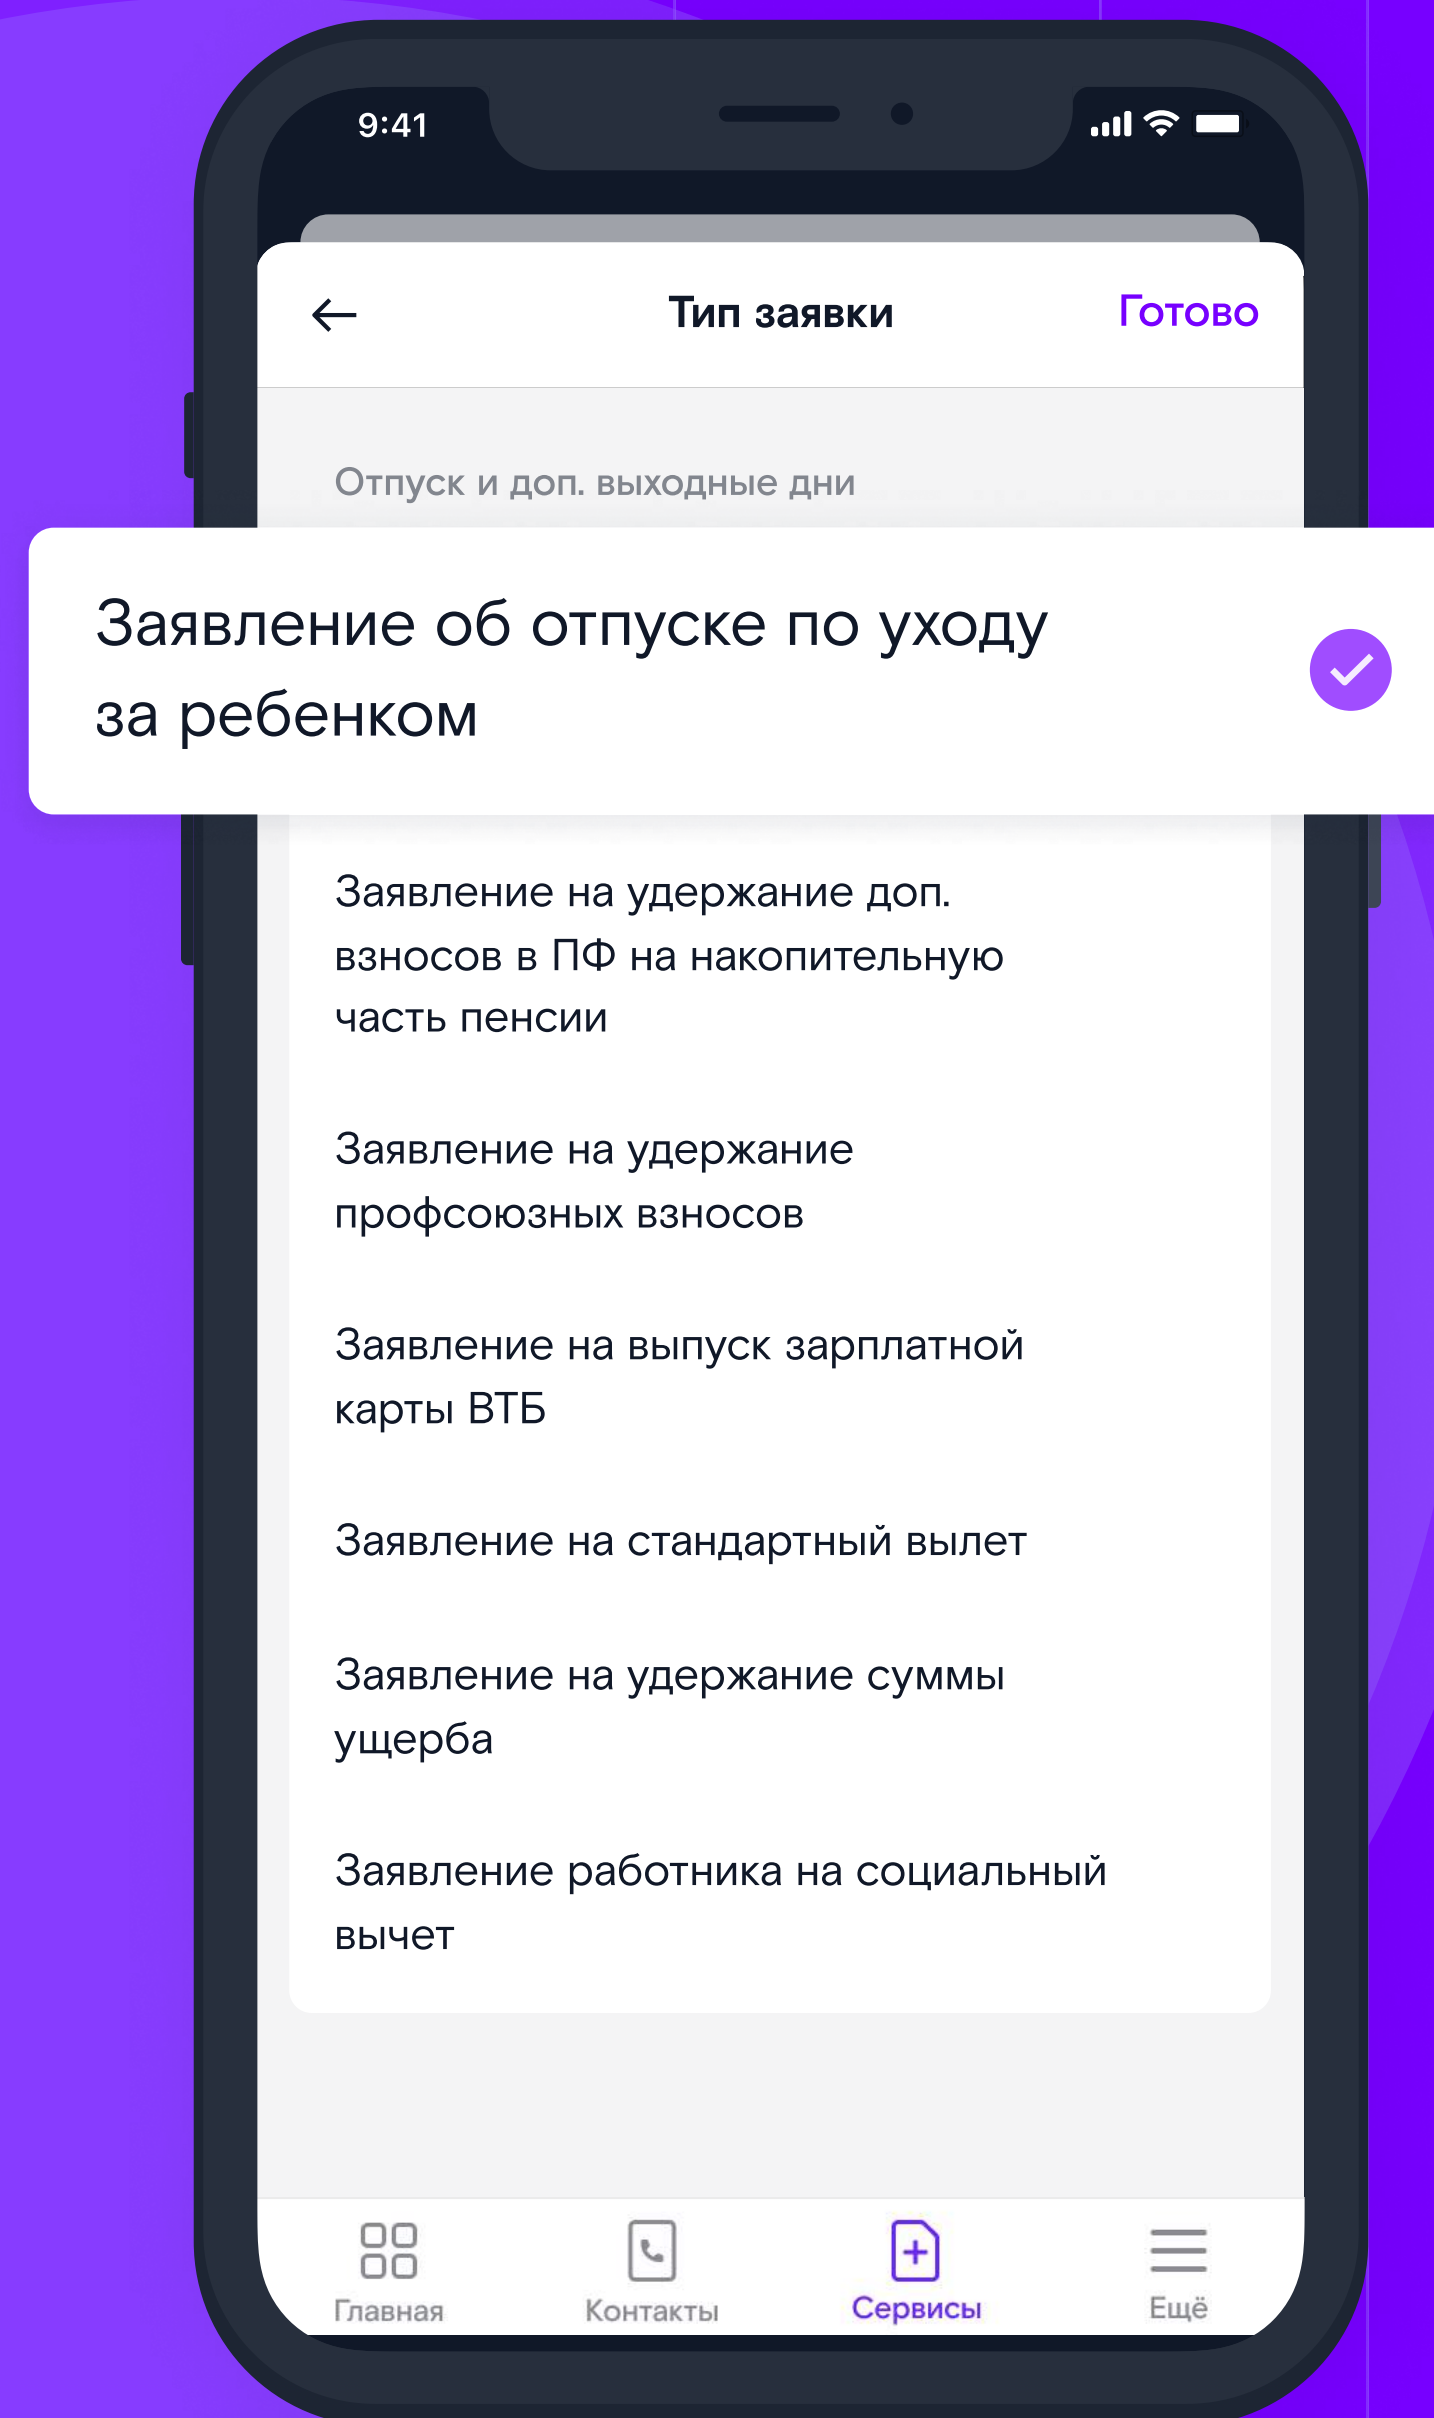 9:41
Тип заявки
Готово
Отпуск и доп. выходные дни
Заявление об отпуске по уходу
за ребенком
Заявление на удержание доп.
взносов в ПФ на накопительную
часть пенсии
Заявление на удержание
профсоюзных взносов
Заявление на выпуск зарплатной
карты ВТБ
Заявление на стандартный вылет
Заявление на удержание суммы
ущерба
Заявление работника на социальный
вычет
Главная
Контакты
Сервисы
Ещё